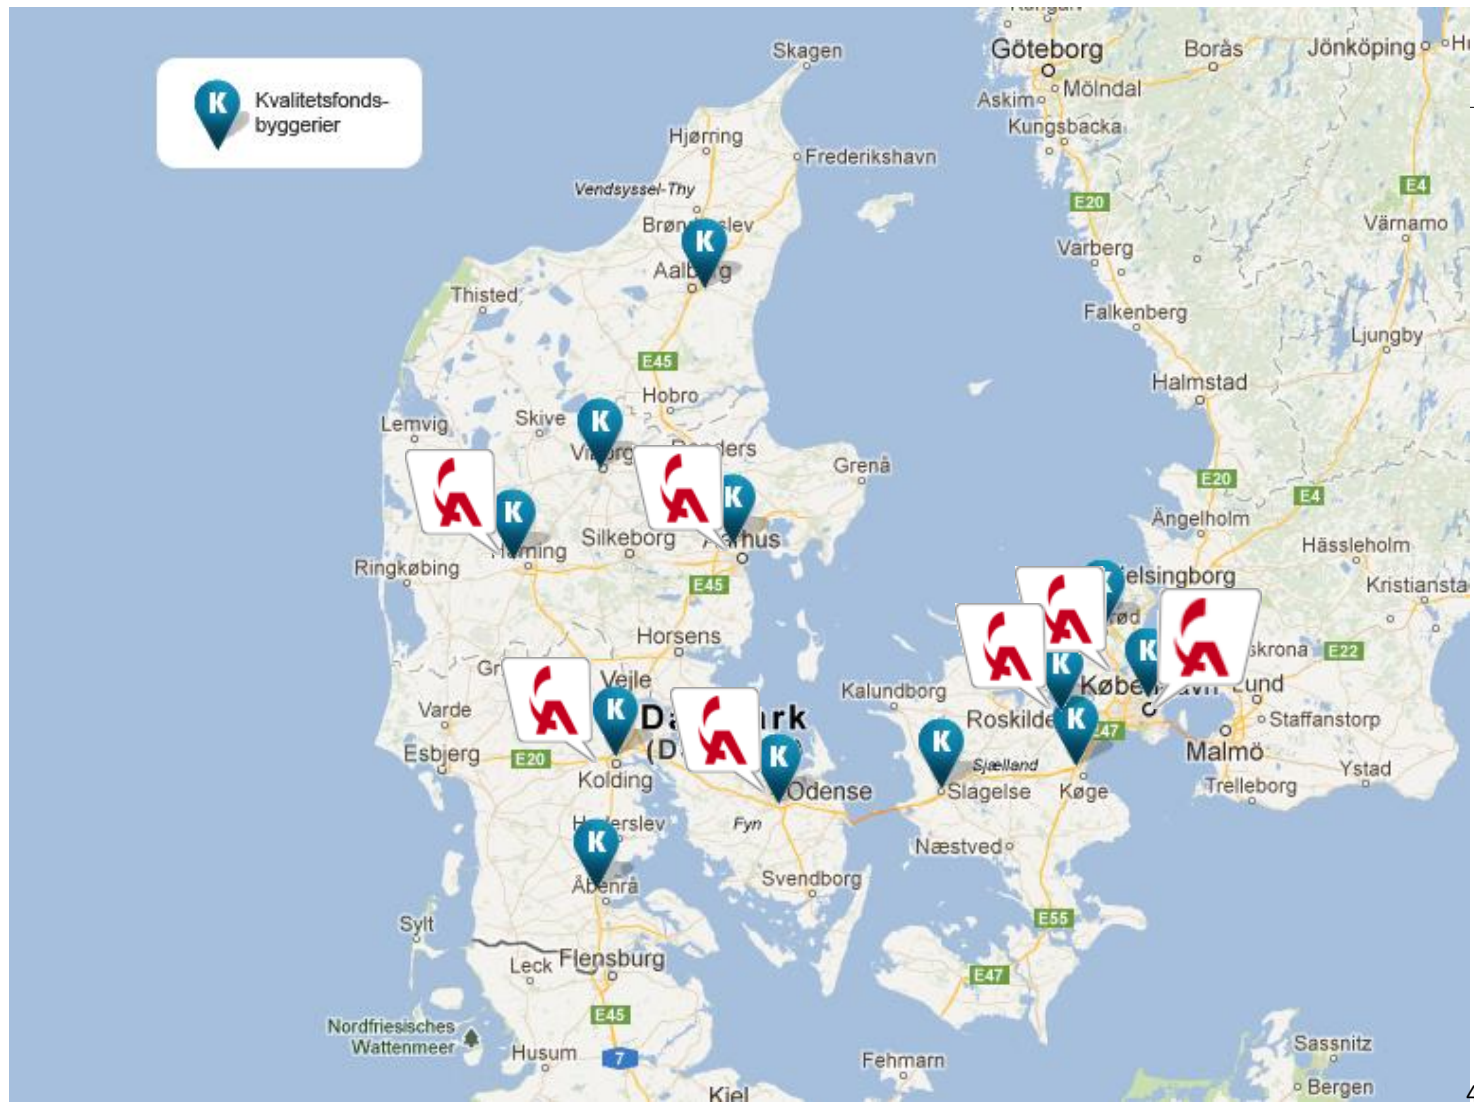 Skagen
Göteborg
Borås
Jönköping
K
Kvalitetsfonds-
byggerier
Mölndal
Askim
Kungsbacka
Hjørring
Frederikshavn
Vendsyssel-Thy
E4
E20
Värnamo
K
Varberg
Thisted
Falkenberg
Ljungby
E45
Halmstad
Hobro
Lemvig
Skive
K
Grenå
E20
E4
K
K
Ängelholm
Silkeborg
Hässleholm
Ringkøbing
E45
K
Horsens
K
E22
K
Vejle
Kalundborg
Lund
Varde
K
Roskilde
K
Staffanstorp
Esbjerg
E20
K
K
E47
Malmö
Kolding
Sjælland
Ystad
Odense
Slagelse
Køge
Trelleborg
Fyn
K
Næstved
Svendborg
Åbenrå
Sylt
E55
Leck
Flensburg
E47
E45
Nordfriesisches
Wattenmeer
Husum
7
Fehmarn
Sassnitz
Kiel
Bergen